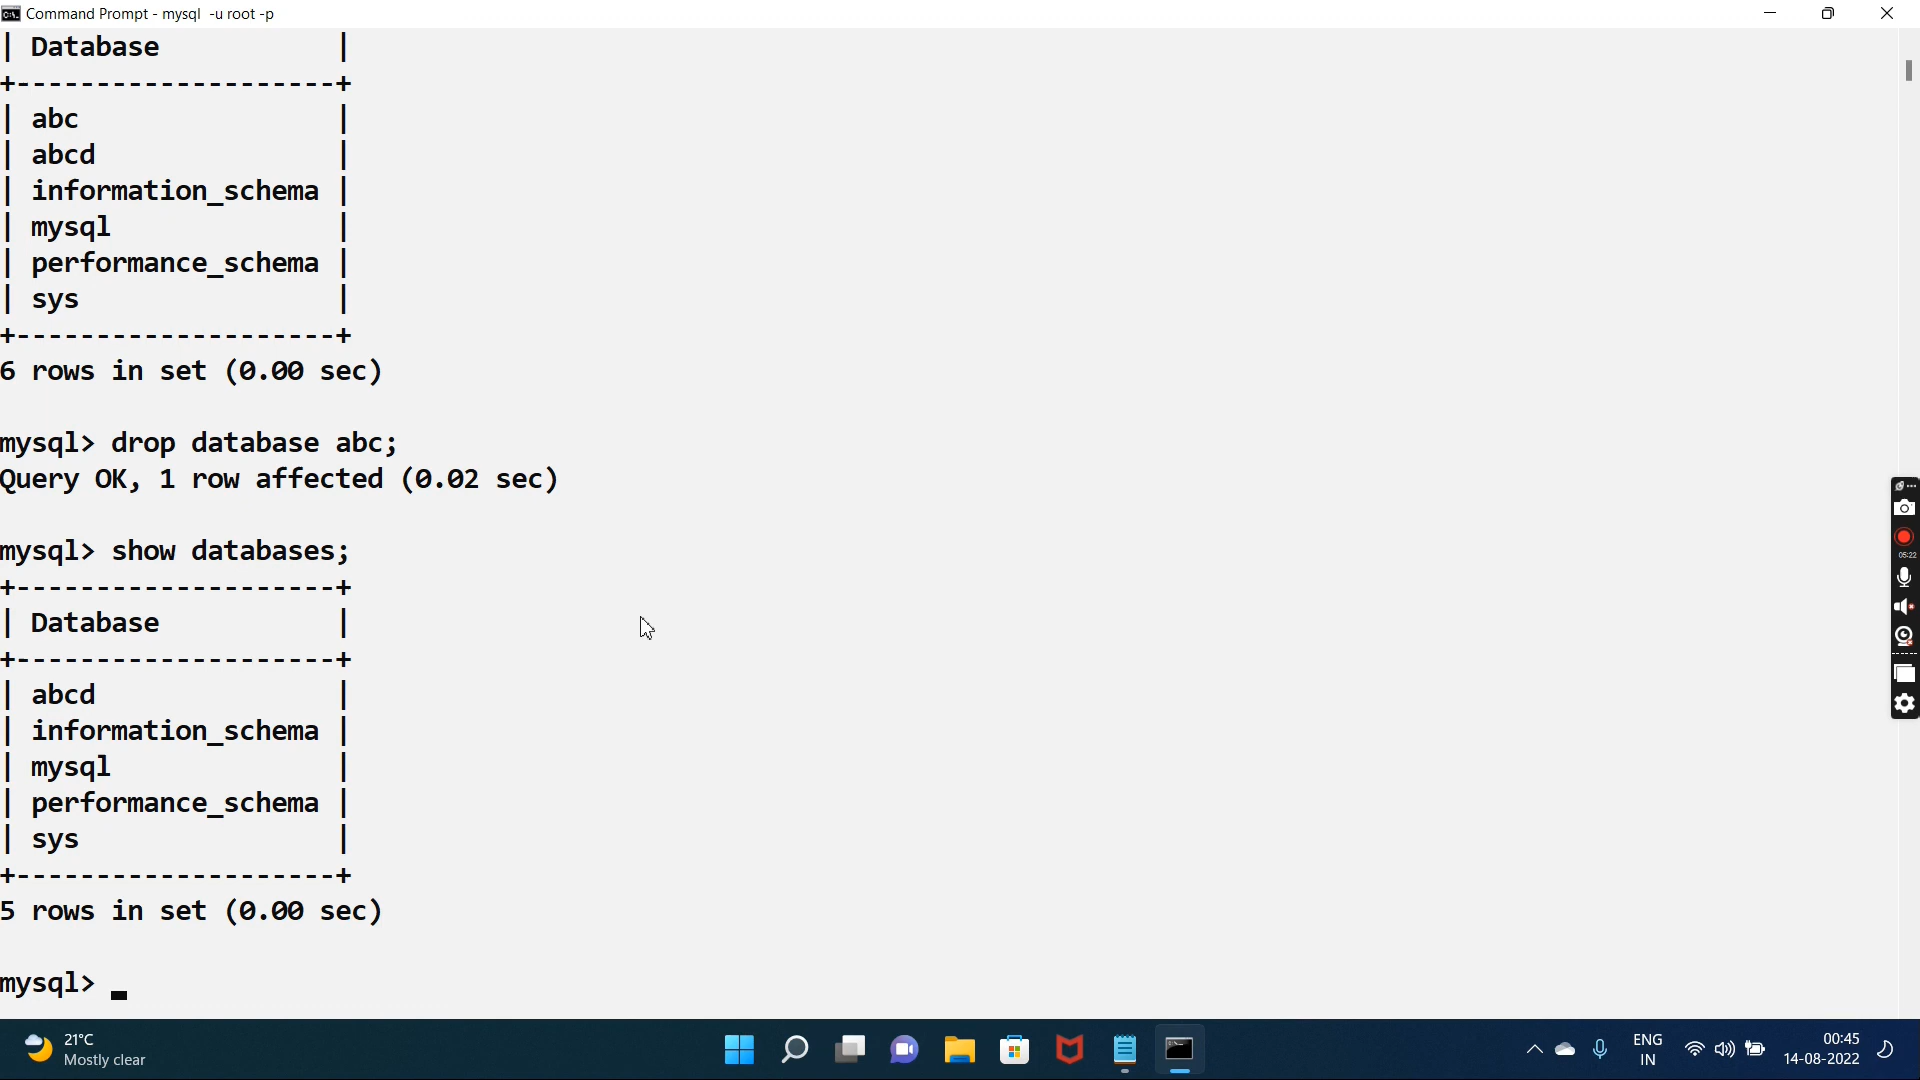 Command Prompt - mysql -u root -p
| Database |
+--------------------+
| abc |
| abcd |
| information_schema |
| mysql |
| performance_schema |
| sys |
+--------------------+
6 rows in set (0.00 sec)
mysql> drop database abc;
Query OK, 1 row affected (0.02 sec)
mysql> show databases;
+--------------------+
| Database |
+--------------------+
| abcd |
| information_schema |
| mysql |
| performance_schema |
| sys |
+--------------------+
5 rows in set (0.00 sec)
mysql>
05:22
21°C
Mostly clear
ENG
IN
00:45
14-08-2022